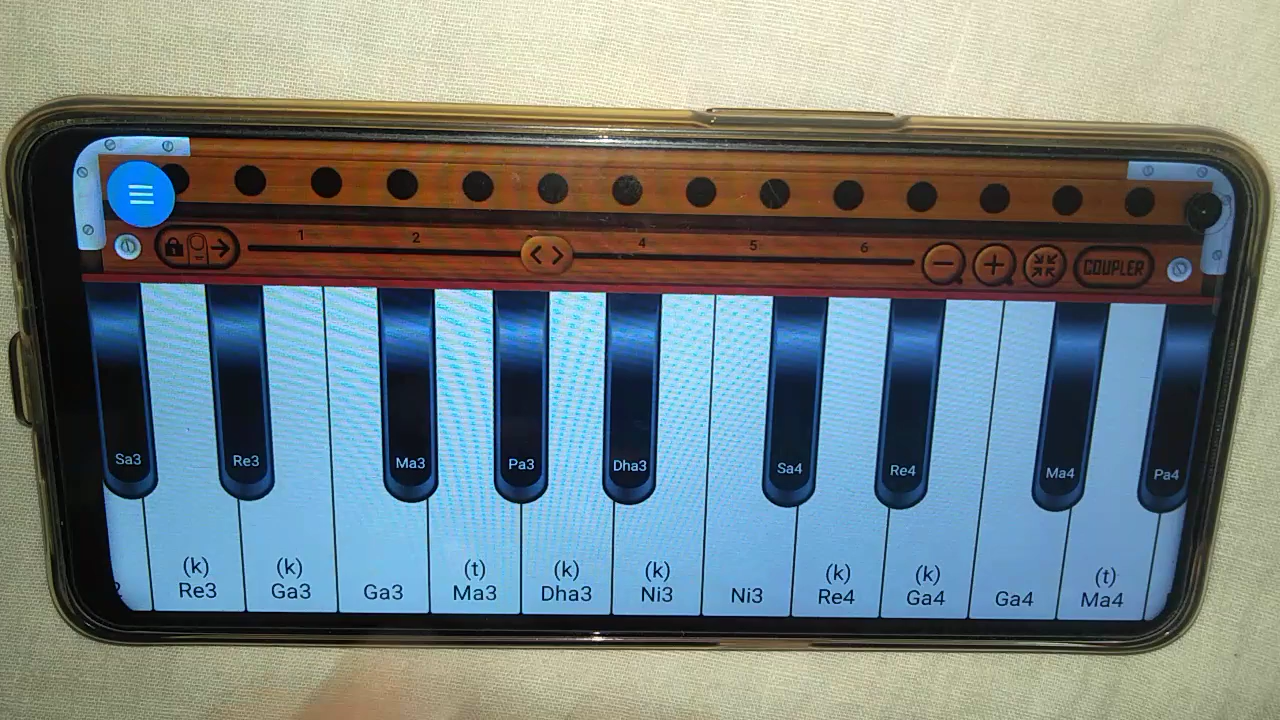 1 2 4 5 6
COUPLER
Sa3 Re3 Ma3 Pa3 Dha3 Sa4 Re4 Ma4 Pa4
(k) (k) (t) (k) (k) (k) (k) (t)
Re3 Ga3 Ga3 Ma3 Dha3 Ni3 Ni3 Re4 Ga4 Ga4 Ma4